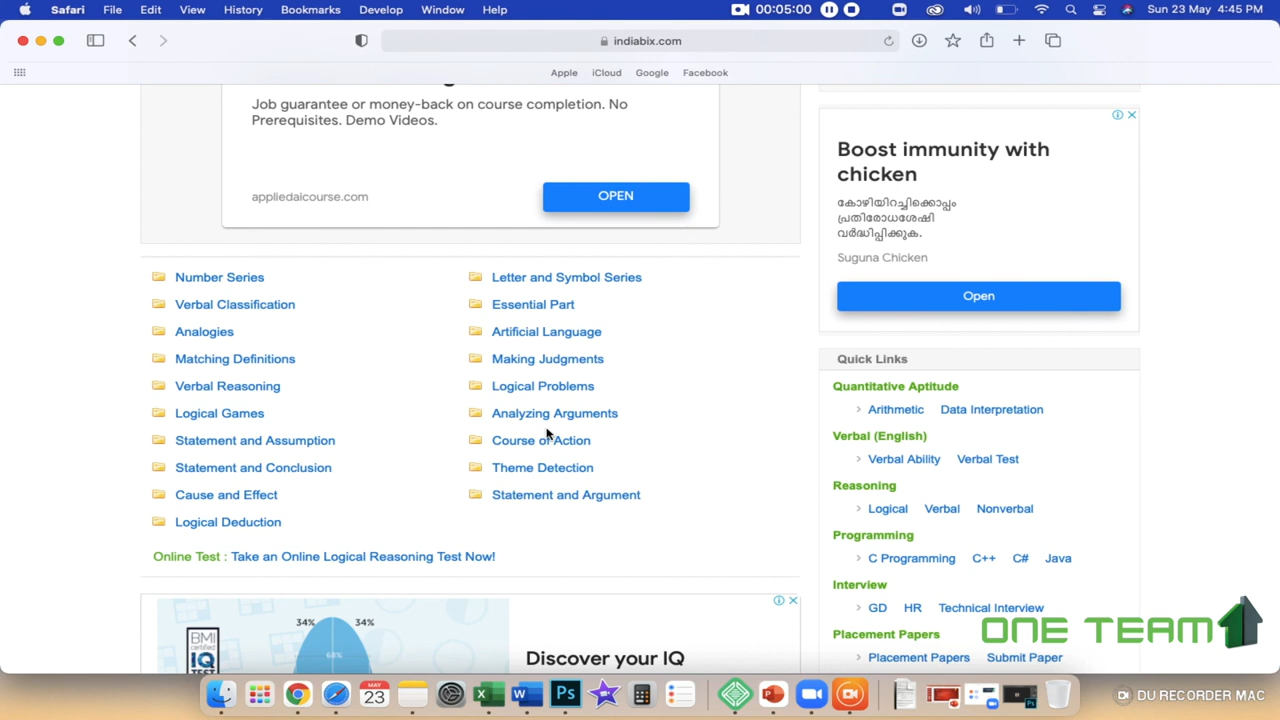 Safari File Edit View History Bookmarks Develop Window Help 00:05:00 Sun 23 May 4:45 PM
indiabix.com
Apple iCloud Google Facebook
Job guarantee or money-back on course completion. No
Prerequisites. Demo Videos.
appliedaicourse.com OPEN
Boost immunity with
chicken
കോഴിയിറച്ചിക്കൊപ്പം
പ്രതിരോധശേഷി
വർദ്ധിപ്പിക്കുക.
Suguna Chicken
Open
Number Series
Verbal Classification
Analogies
Matching Definitions
Verbal Reasoning
Logical Games
Statement and Assumption
Statement and Conclusion
Cause and Effect
Logical Deduction
Letter and Symbol Series
Essential Part
Artificial Language
Making Judgments
Logical Problems
Analyzing Arguments
Course of Action
Theme Detection
Statement and Argument
Online Test : Take an Online Logical Reasoning Test Now!
Quick Links
Quantitative Aptitude
Arithmetic Data Interpretation
Verbal (English)
Verbal Ability Verbal Test
Reasoning
Logical Verbal Nonverbal
Programming
C Programming C++ C# Java
Interview
GD HR Technical Interview
Placement Papers
Placement Papers Submit Paper
BMI
certified
IQ
TEST
34% 34%
68%
Discover your IQ
ONE TEAM
MAY
23
DU RECORDER MAC